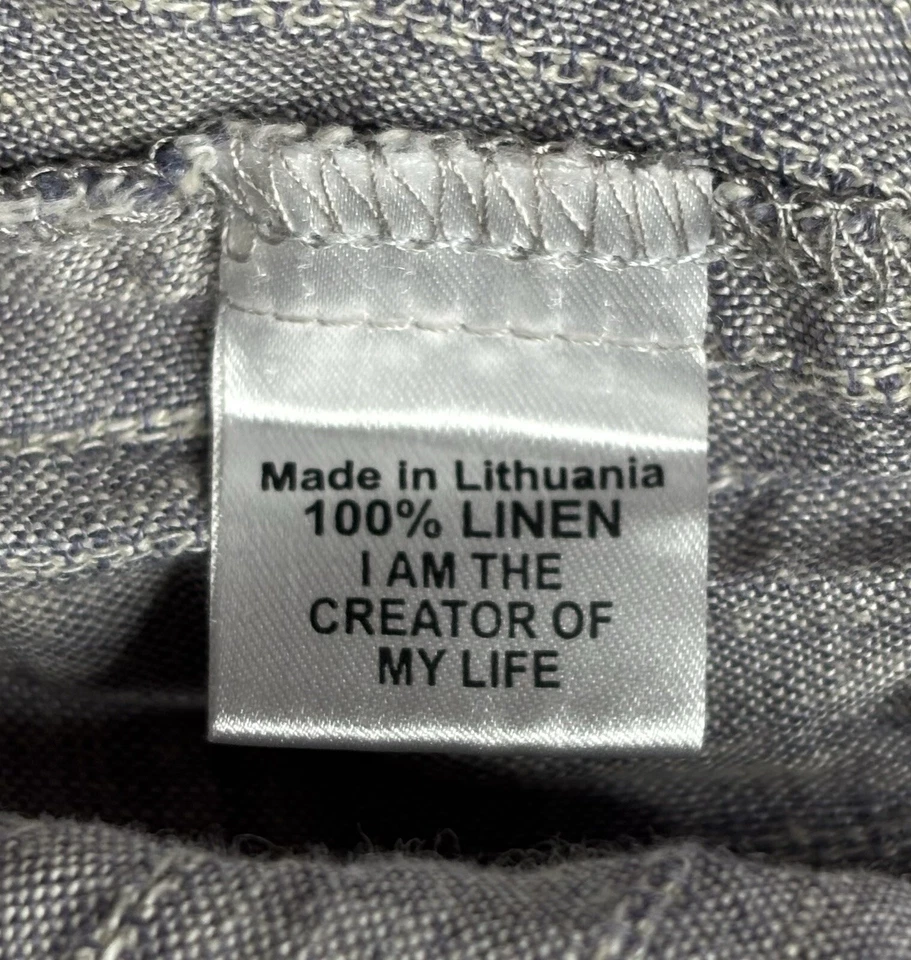 Made in Lithuania
100% LINEN
I AM THE
CREATOR OF
MY LIFE